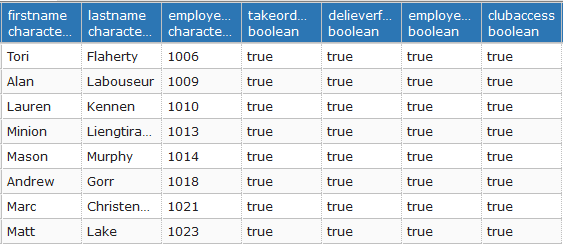 firstname lastname employe... takeord... delieverf... employe... clubaccess
characte... characte... characte... boolean boolean boolean boolean
Tori Flaherty 1006 true true true true
Alan Labouseur 1009 true true true true
Lauren Kennen 1010 true true true true
Minion Liengtira... 1013 true true true true
Mason Murphy 1014 true true true true
Andrew Gorr 1018 true true true true
Marc Christen... 1021 true true true true
Matt Lake 1023 true true true true